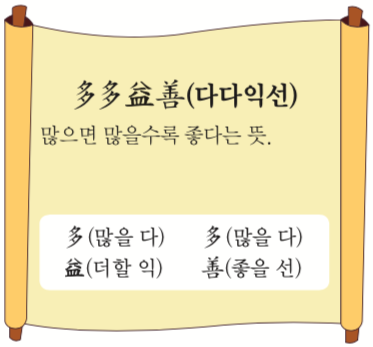 多多益善(다다익선)
많으면 많을수록 좋다는 뜻.
多(많을 다) 多(많을 다)
益(더할 익) 善(좋을 선)